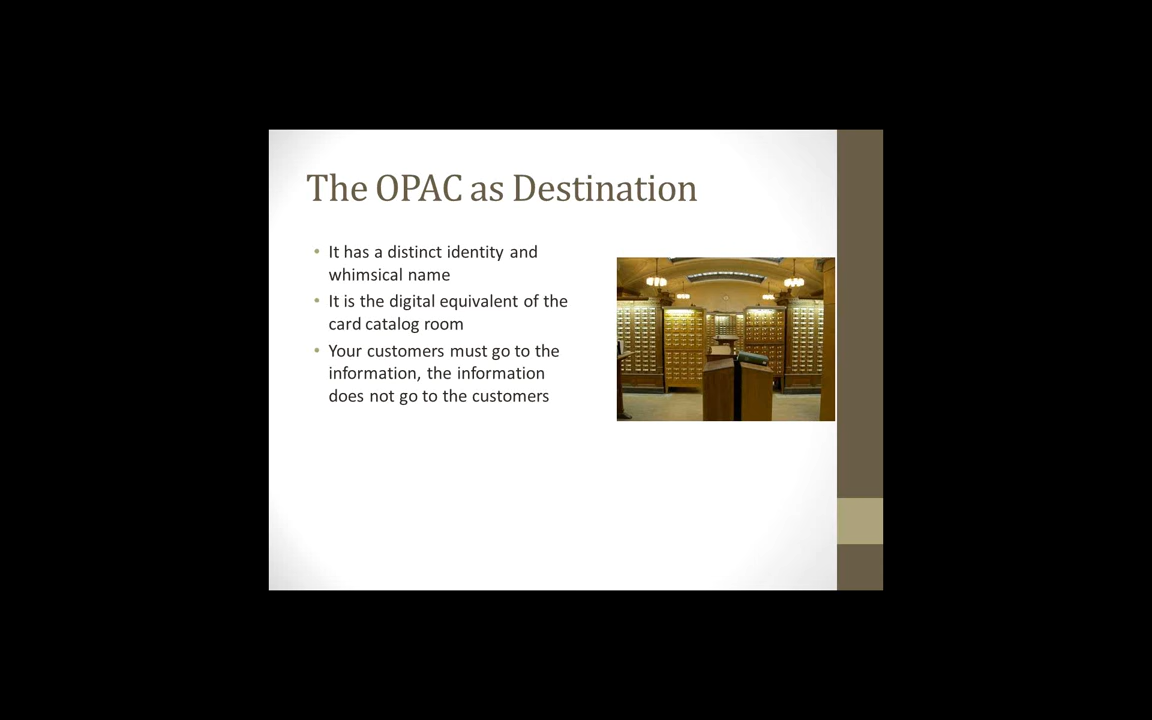 The OPAC as Destination
• It has a distinct identity and
whimsical name
• It is the digital equivalent of the
card catalog room
• Your customers must go to the
information, the information
does not go to the customers